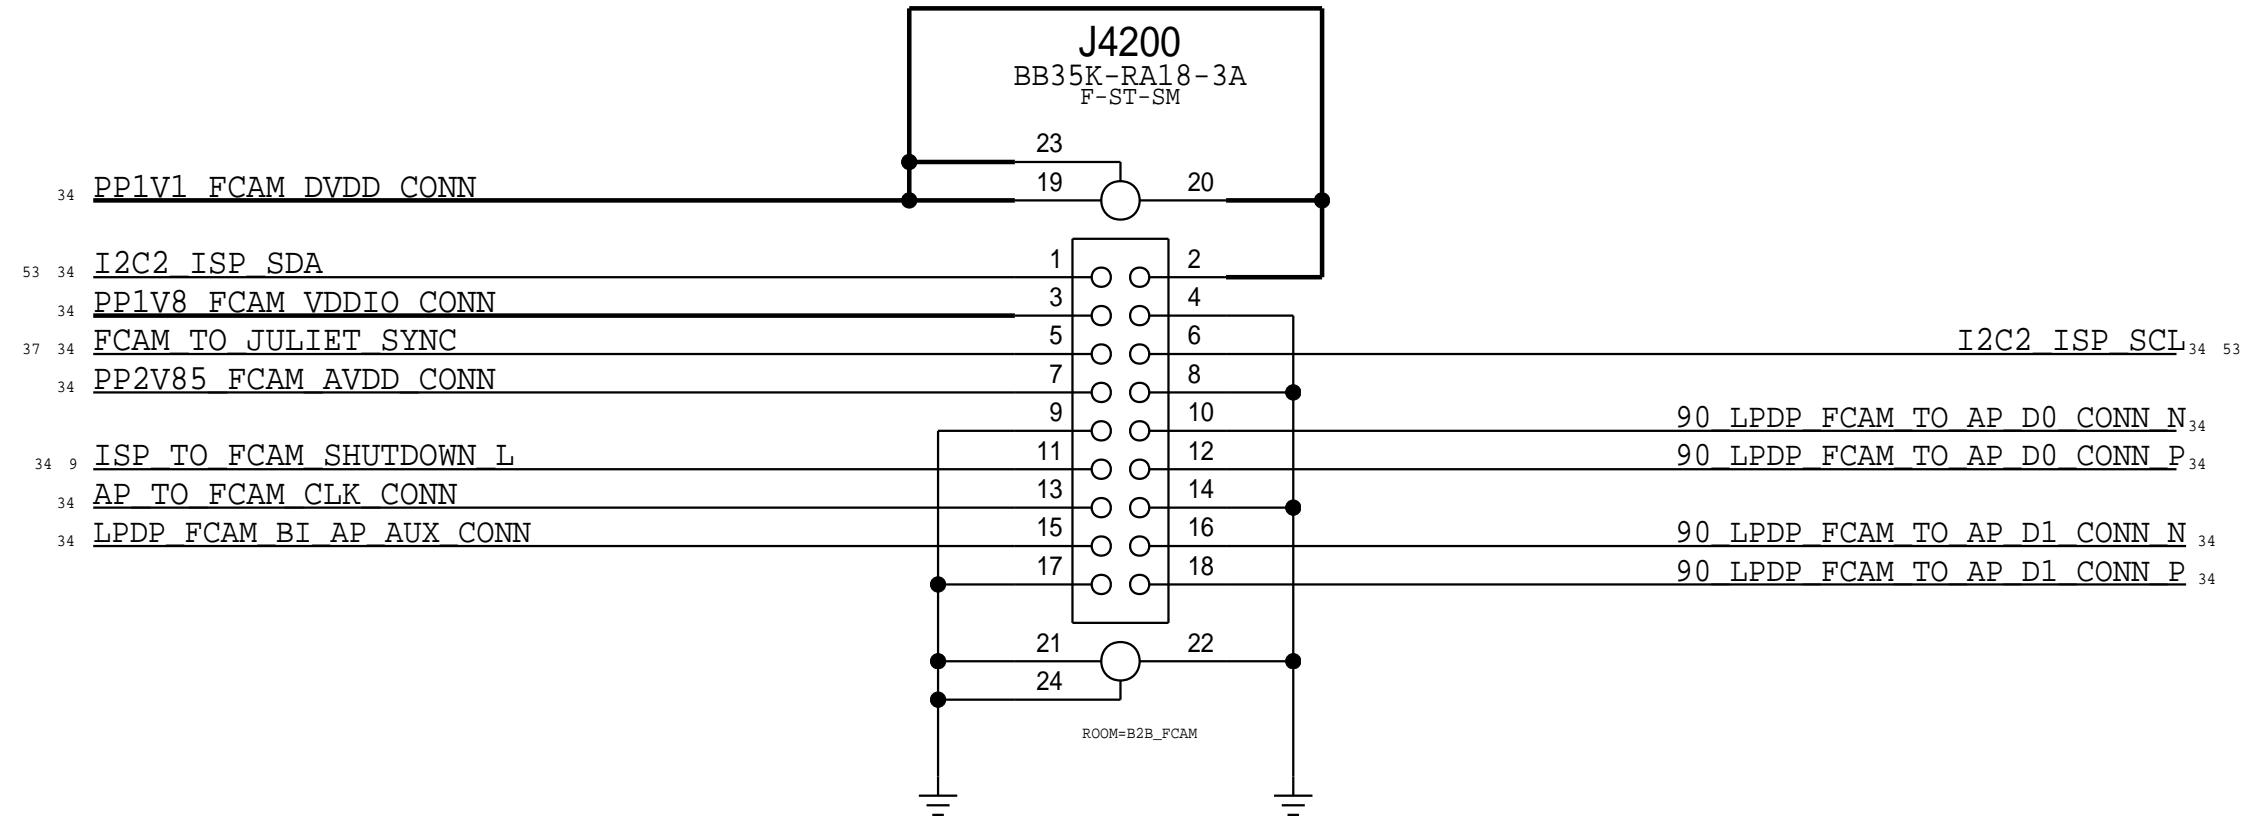 J4200
BB35K-RA18-3A
F-ST-SM
23
34 PP1V1_FCAM_DVDD_CONN 19 20
53 34 I2C2_ISP_SDA 1 2
34 PP1V8_FCAM_VDDIO_CONN 3 4
37 34 FCAM_TO_JULIET_SYNC 5 6 I2C2_ISP_SCL 34 53
34 PP2V85_FCAM_AVDD_CONN 7 8
9 10 90_LPDP_FCAM_TO_AP_D0_CONN_N 34
34 9 ISP_TO_FCAM_SHUTDOWN_L 11 12 90_LPDP_FCAM_TO_AP_D0_CONN_P 34
34 AP_TO_FCAM_CLK_CONN 13 14
34 LPDP_FCAM_BI_AP_AUX_CONN 15 16 90_LPDP_FCAM_TO_AP_D1_CONN_N 34
17 18 90_LPDP_FCAM_TO_AP_D1_CONN_P 34
21 22
24
ROOM=B2B_FCAM